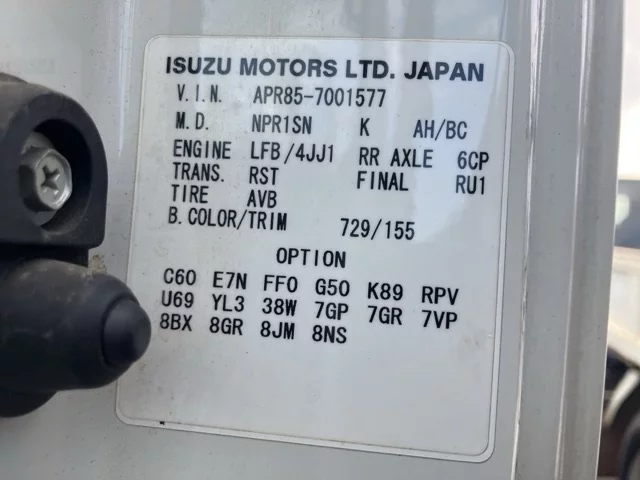 ISUZU MOTORS LTD. JAPAN
V.I.N. APR85-7001577
M.D. NPR1SN K AH/BC
ENGINE LFB/4JJ1 RR AXLE 6CP
TRANS. RST FINAL RU1
TIRE AVB
B.COLOR/TRIM 729/155
OPTION
C60 E7N FF0 G50 K89 RPV
U69 YL3 38W 7GP 7GR 7VP
8BX 8GR 8JM 8NS